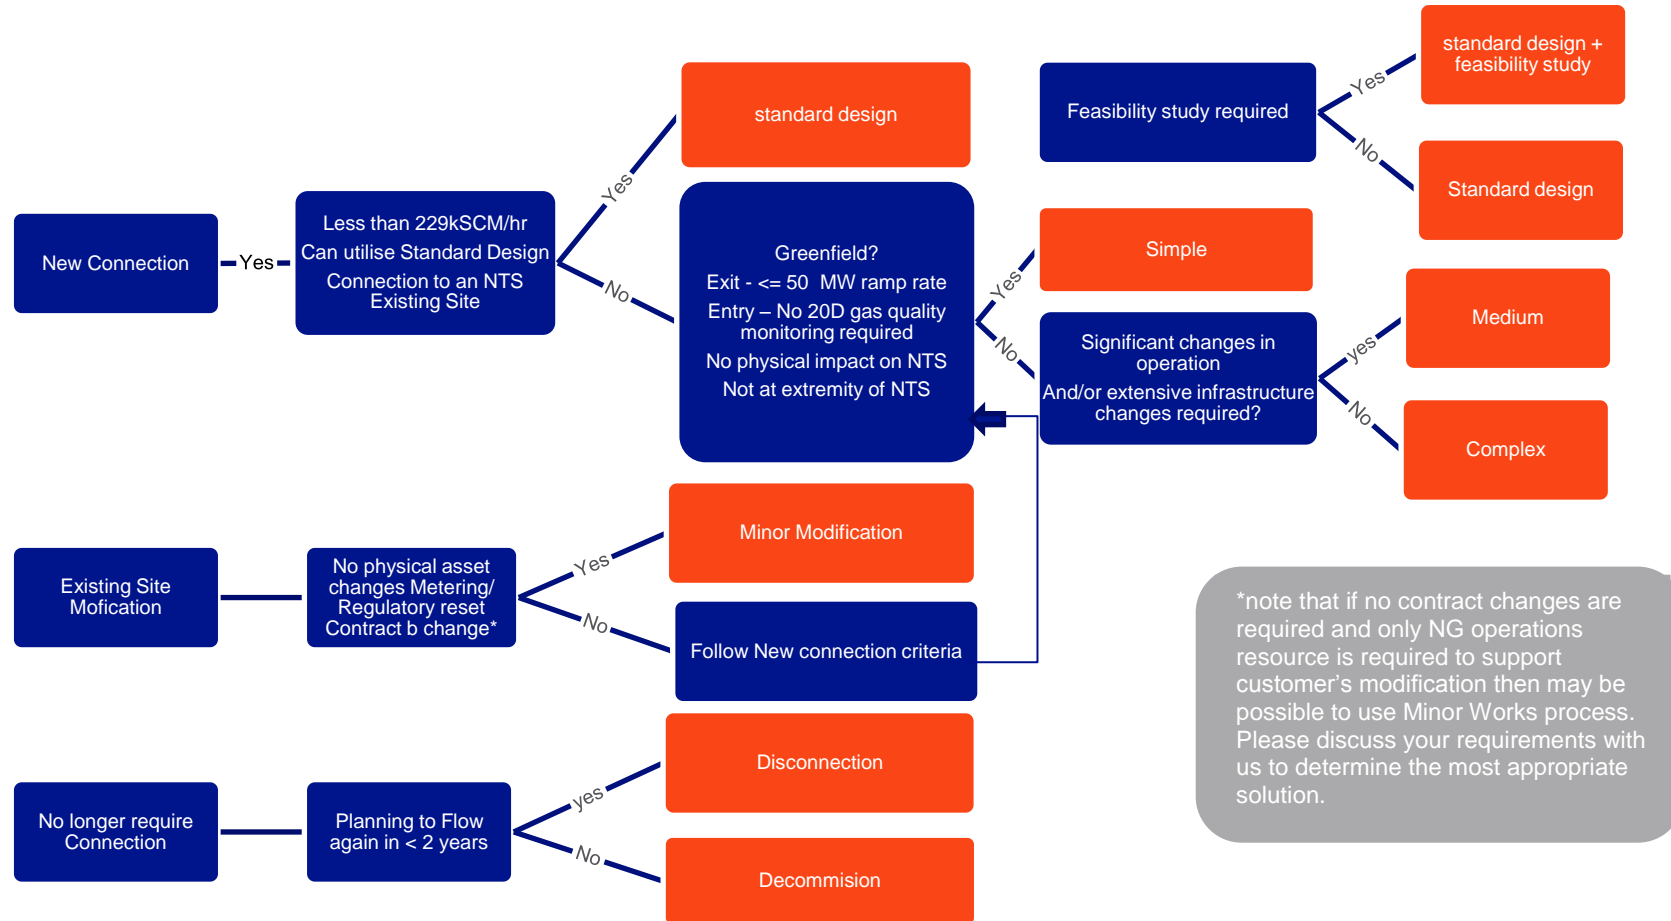 New Connection
Yes
Less than 229kSCM/hr
Can utilise Standard Design
Connection to an NTS
Existing Site
Yes
No
standard design
Greenfield?
Exit - <= 50  MW ramp rate
Entry – No 20D gas quality
monitoring required
No physical impact on NTS
Not at extremity of NTS
Yes
No
Feasibility study required
Yes
No
standard design +
feasibility study
Standard design
Simple
Significant changes in
operation
And/or extensive infrastructure
changes required?
yes
No
Medium
Complex
Existing Site
Mofication
No physical asset
changes Metering/
Regulatory reset
Contract b change*
Yes
No
Minor Modification
Follow New connection criteria
No longer require
Connection
Planning to Flow
again in < 2 years
yes
No
Disconnection
Decommision
*note that if no contract changes are
required and only NG operations
resource is required to support
customer’s modification then may be
possible to use Minor Works process.
Please discuss your requirements with
us to determine the most appropriate
solution.